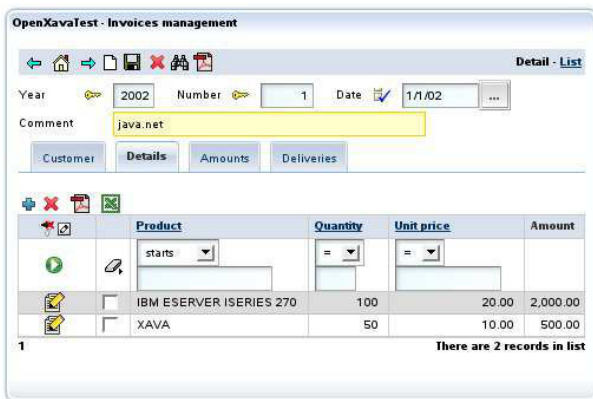 OpenXavaTest - Invoices management
Detail - List
Year 2002 Number 1 Date 1/1/02 ...
Comment java.net
Customer Details Amounts Deliveries
Product Quantity Unit price Amount
starts = =
IBM ESERVER ISERIES 270 100 20.00 2,000.00
XAVA 50 10.00 500.00
1 There are 2 records in list